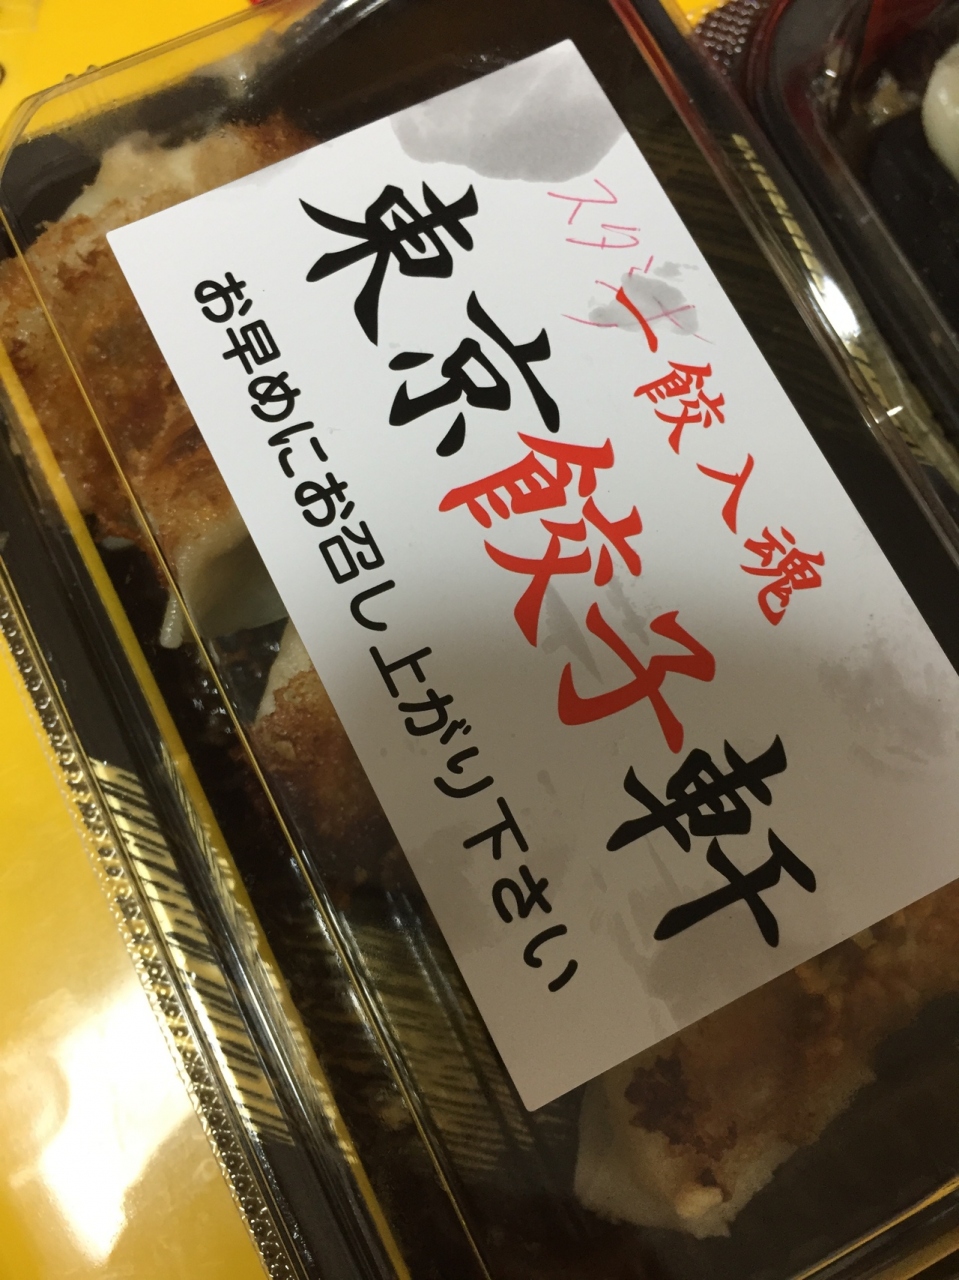 スタミナ
一餃入魂
東京餃子軒
お早めにお召し上がり下さい